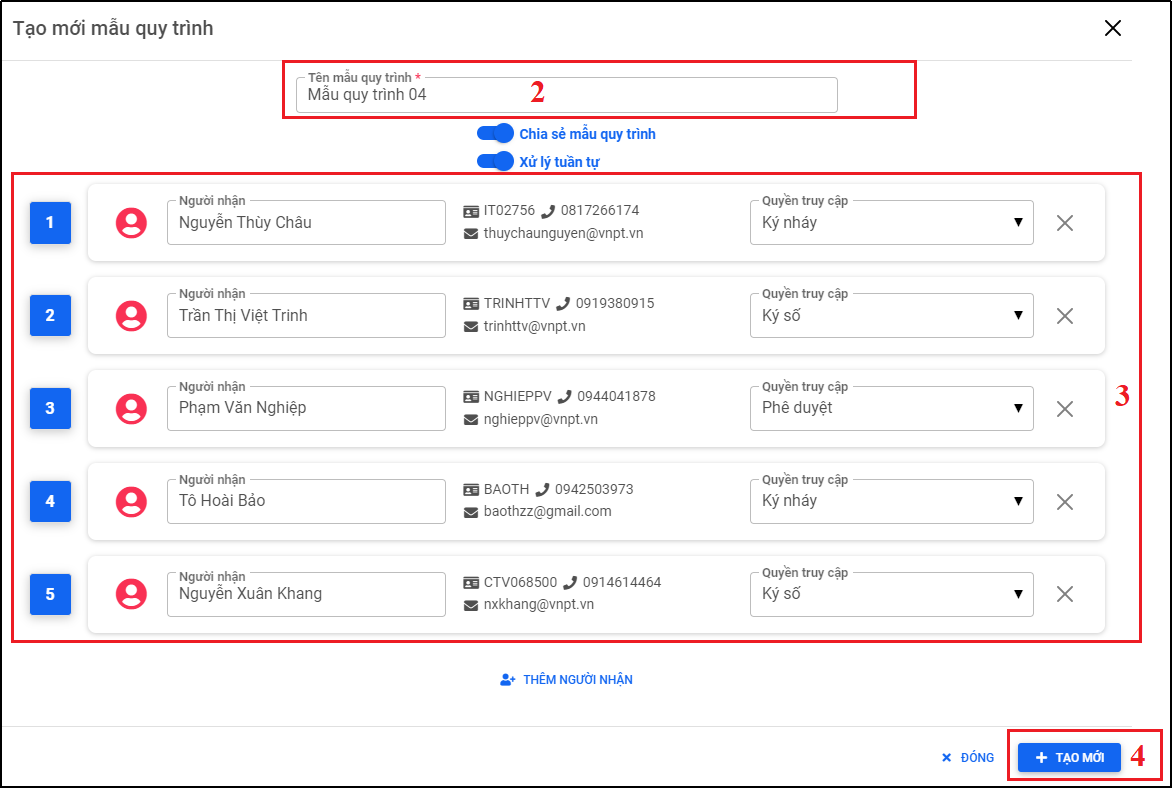 Tạo mới mẫu quy trình
Tên mẫu quy trình *
Mẫu quy trình 04
2
Chia sẻ mẫu quy trình
Xử lý tuần tự
1
Người nhận
Nguyễn Thùy Châu
IT02756 0817266174
thuychaunguyen@vnpt.vn
Quyền truy cập
Ký nháy
2
Người nhận
Trần Thị Việt Trinh
TRINHTTV 0919380915
trinhttv@vnpt.vn
Quyền truy cập
Ký số
3
Người nhận
Phạm Văn Nghiệp
NGHIEPPV 0944041878
nghieppv@vnpt.vn
Quyền truy cập
Phê duyệt
3
4
Người nhận
Tô Hoài Bảo
BAOTH 0942503973
baothzz@gmail.com
Quyền truy cập
Ký nháy
5
Người nhận
Nguyễn Xuân Khang
CTV068500 0914614464
nxkhang@vnpt.vn
Quyền truy cập
Ký số
THÊM NGƯỜI NHẬN
ĐÓNG
TẠO MỚI
4